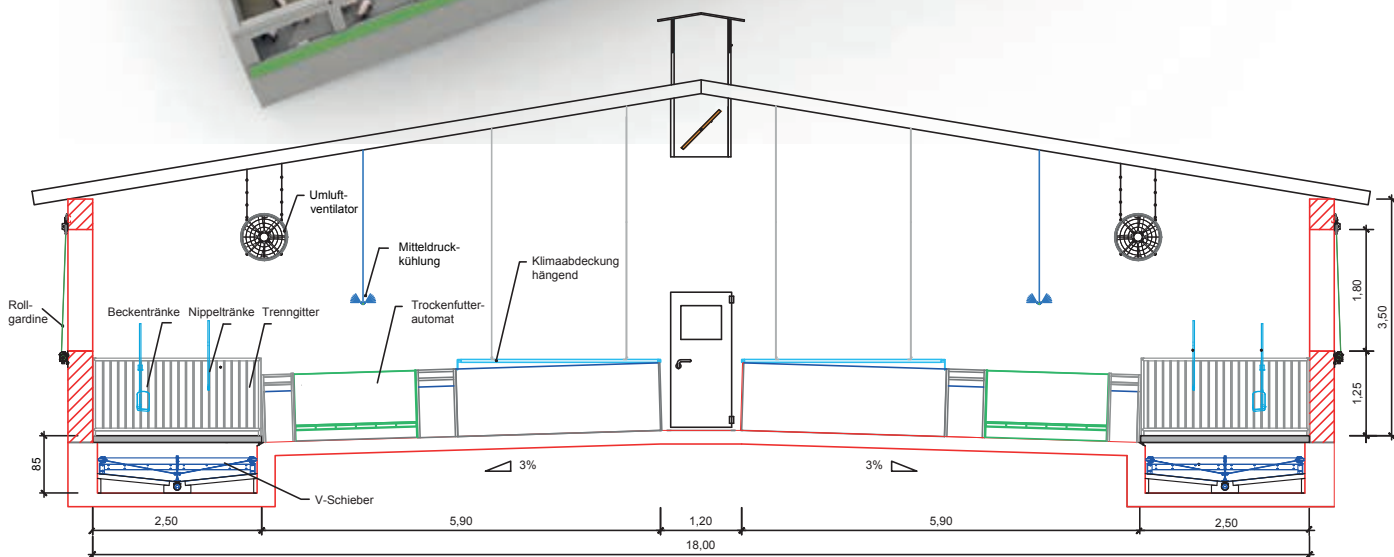 Umluft-
ventilator
Mitteldruck-
kühlung
Klimaabdeckung
hängend
Roll-
gardine
Beckentränke
Nippeltränke
Trenngitter
Trockenfutter-
automat
1,80
3,50
1,25
85
3%
3%
V-Schieber
2,50
5,90
1,20
5,90
2,50
18,00